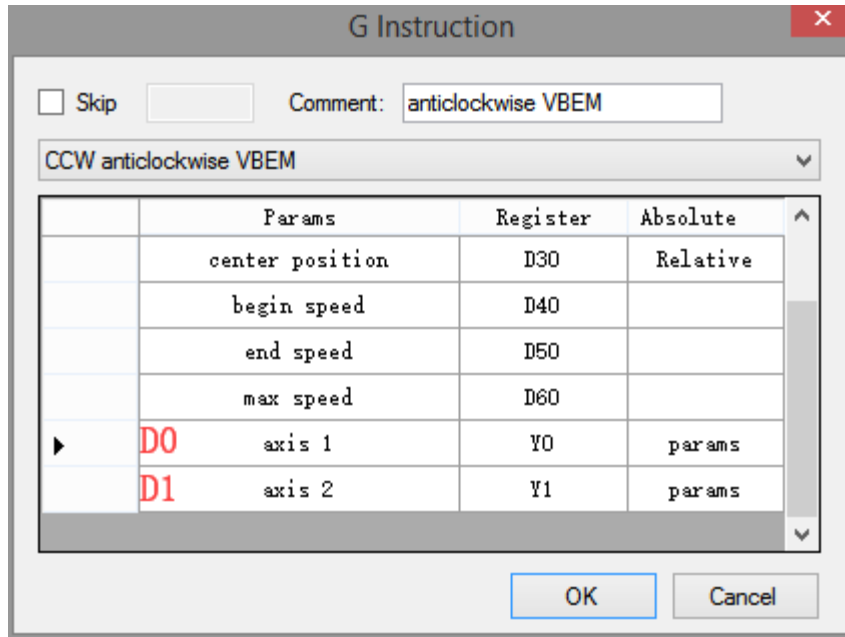 G Instruction
Skip Comment: anticlockwise VBEM
CCW anticlockwise VBEM
Params Register Absolute
center position D30 Relative
begin speed D40
end speed D50
max speed D60
D0 axis 1 Y0 params
D1 axis 2 Y1 params
OK Cancel